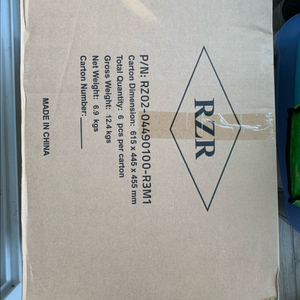 RZR
P/N: RZ02-04490100-R3M1
Carton Dimension: 615 x 445 x 455 mm
Total Quantity: 6 pcs per carton
Gross Weight: 12.4 kgs
Net Weight: 6.9 kgs
Carton Number:
MADE IN CHINA